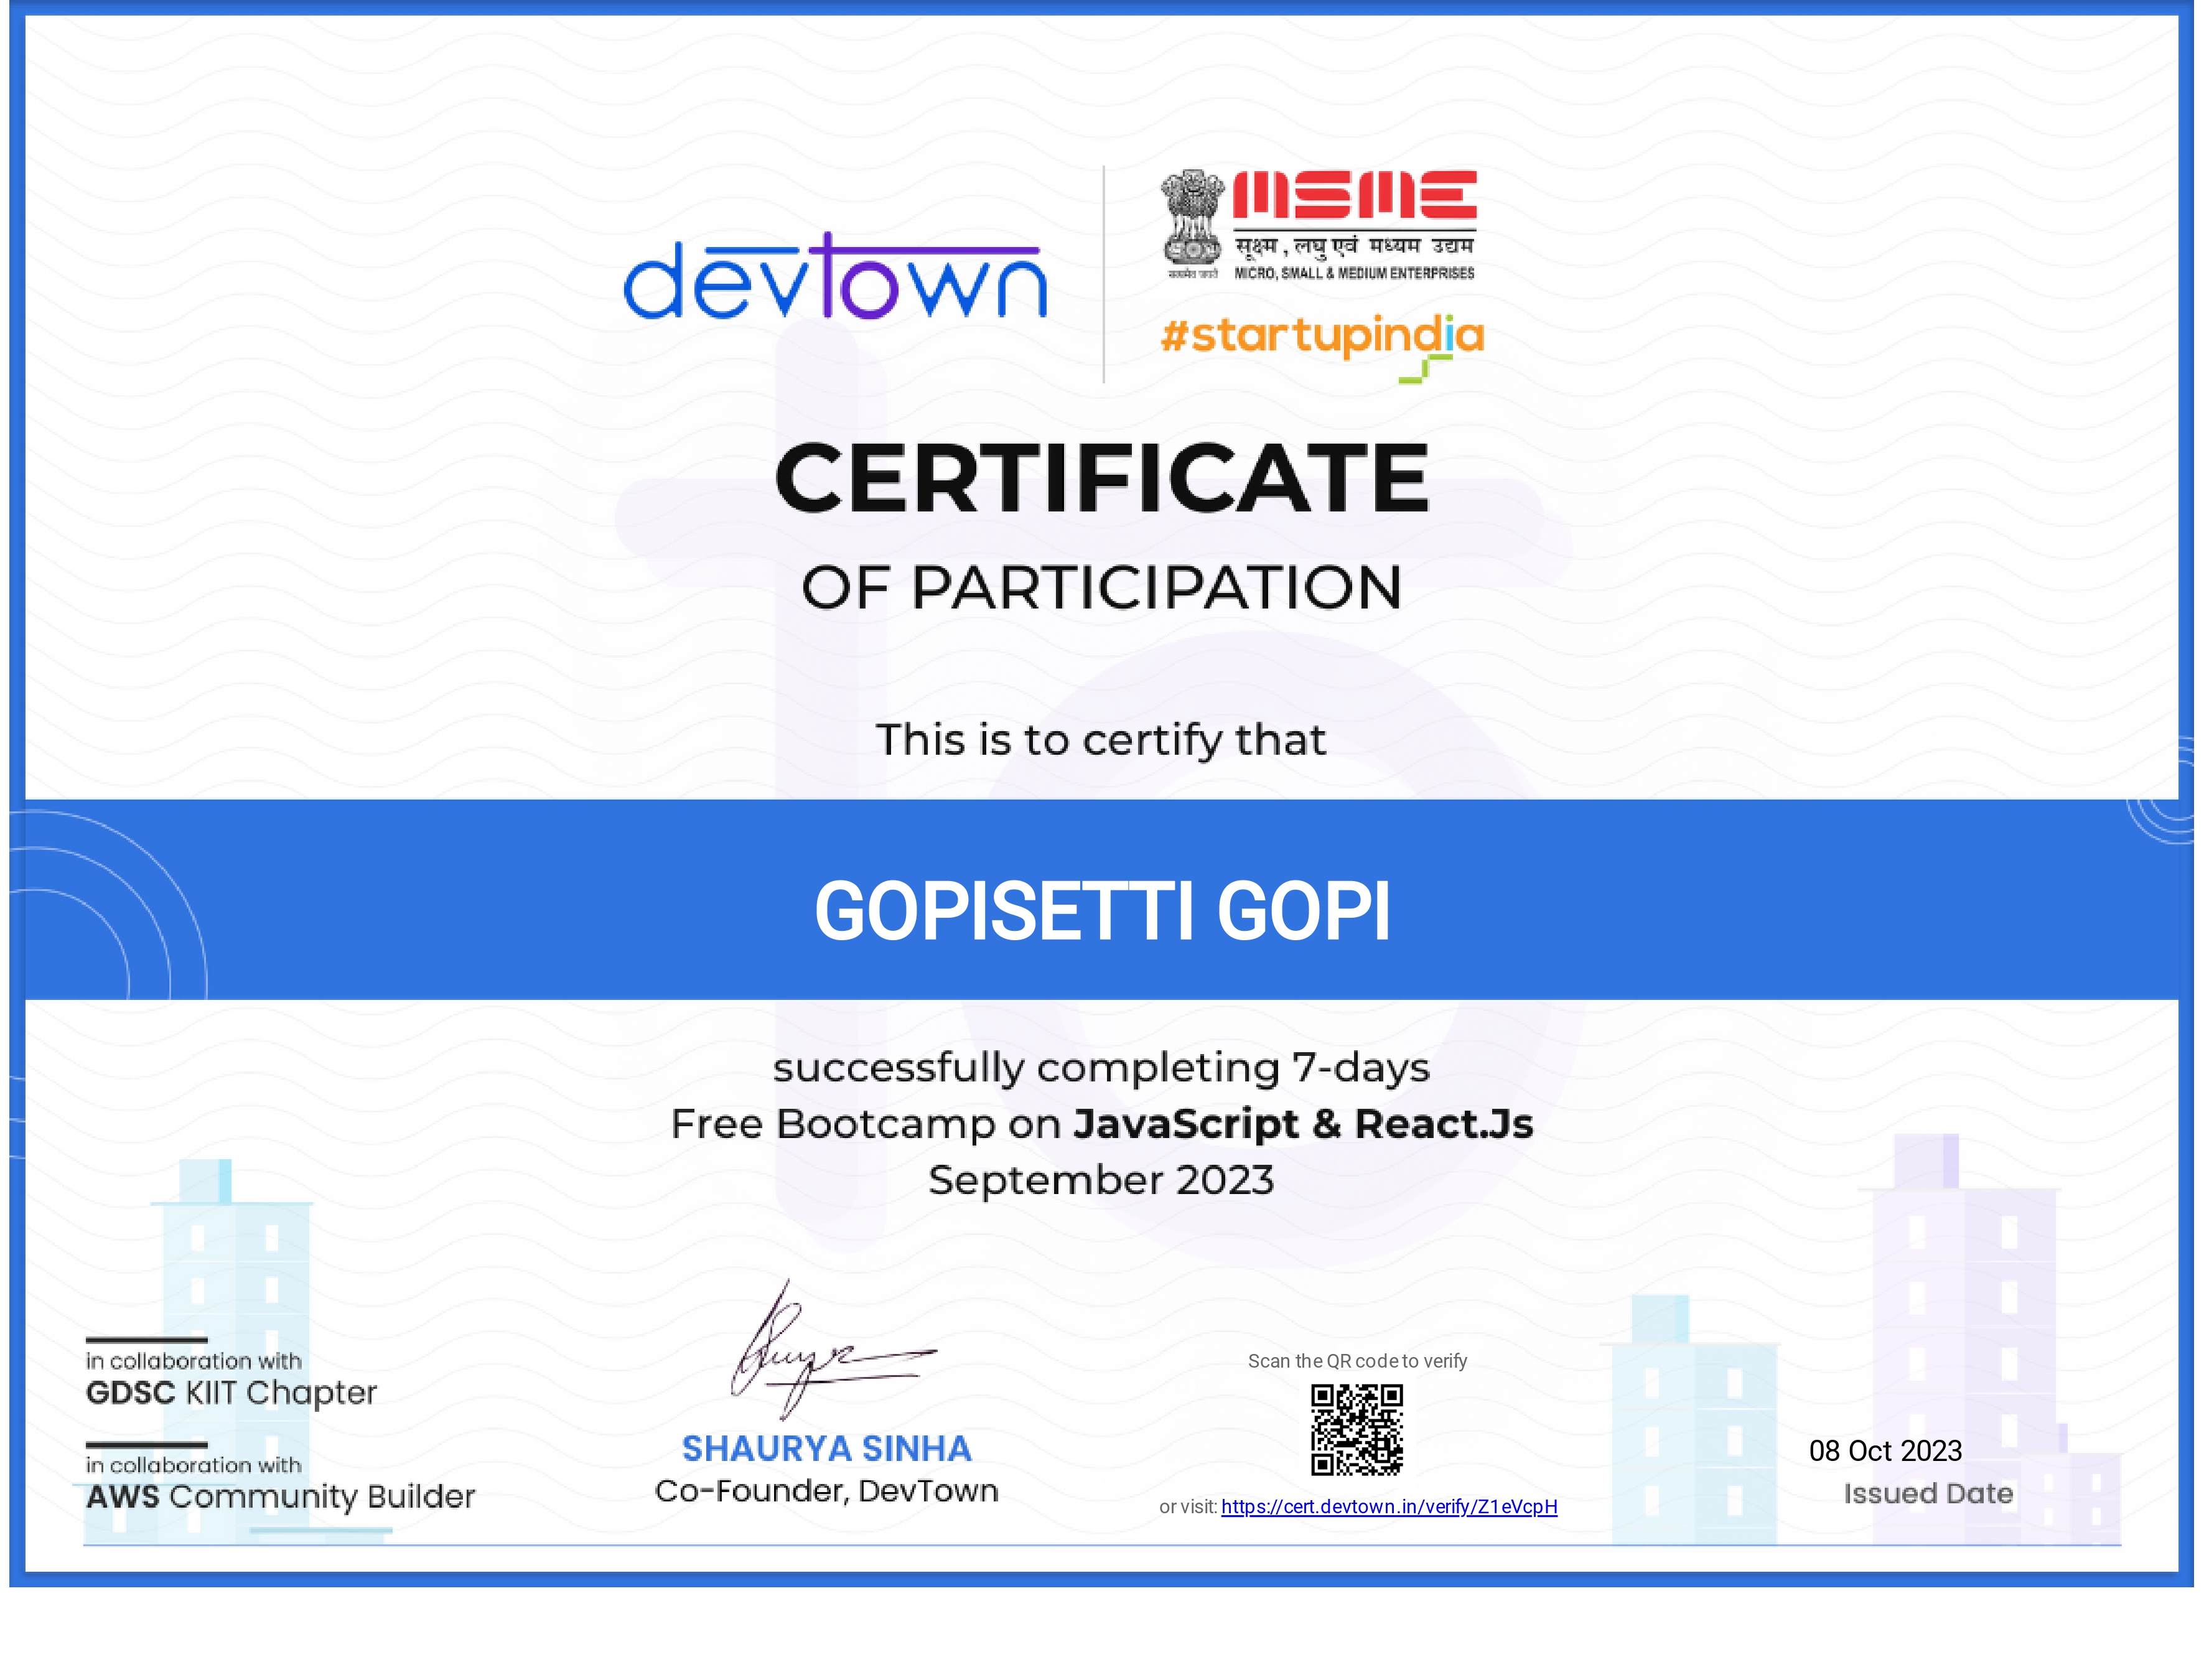 devtown
MSME
सूक्ष्म , लघु एवं मध्यम उद्यम
सत्यमेव जयते
MICRO, SMALL & MEDIUM ENTERPRISES
#startupindia
CERTIFICATE
OF PARTICIPATION
This is to certify that
GOPISETTI GOPI
successfully completing 7-days
Free Bootcamp on JavaScript & React.Js
September 2023
in collaboration with
GDSC KIIT Chapter
in collaboration with
AWS Community Builder
SHAURYA SINHA
Co-Founder, DevTown
Scan the QR code to verify
or visit: https://cert.devtown.in/verify/Z1eVcpH
08 Oct 2023
Issued Date